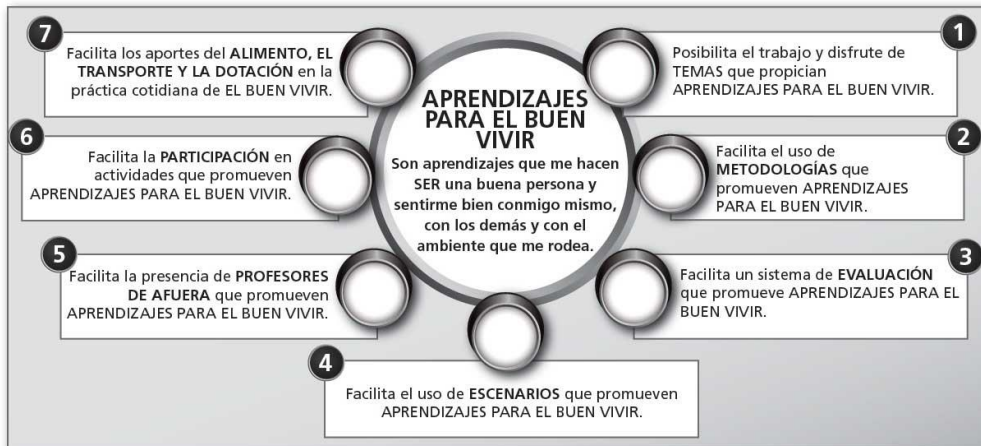 APRENDIZAJES
PARA EL BUEN
VIVIR
Son aprendizajes que me hacen
SER una buena persona y
sentirme bien conmigo mismo,
con los demás y con el
ambiente que me rodea.
1
Posibilita el trabajo y disfrute de
TEMAS que propician
APRENDIZAJES PARA EL BUEN VIVIR.
2
Facilita el uso de
METODOLOGÍAS que
promueven APRENDIZAJES
PARA EL BUEN VIVIR.
3
Facilita un sistema de EVALUACIÓN
que promueve APRENDIZAJES PARA EL
BUEN VIVIR.
4
Facilita el uso de ESCENARIOS que promueven
APRENDIZAJES PARA EL BUEN VIVIR.
5
Facilita la presencia de PROFESORES
DE AFUERA que promueven
APRENDIZAJES PARA EL BUEN VIVIR.
6
Facilita la PARTICIPACIÓN en
actividades que promueven
APRENDIZAJES PARA EL BUEN VIVIR.
7
Facilita los aportes del ALIMENTO, EL
TRANSPORTE Y LA DOTACIÓN en la
práctica cotidiana de EL BUEN VIVIR.